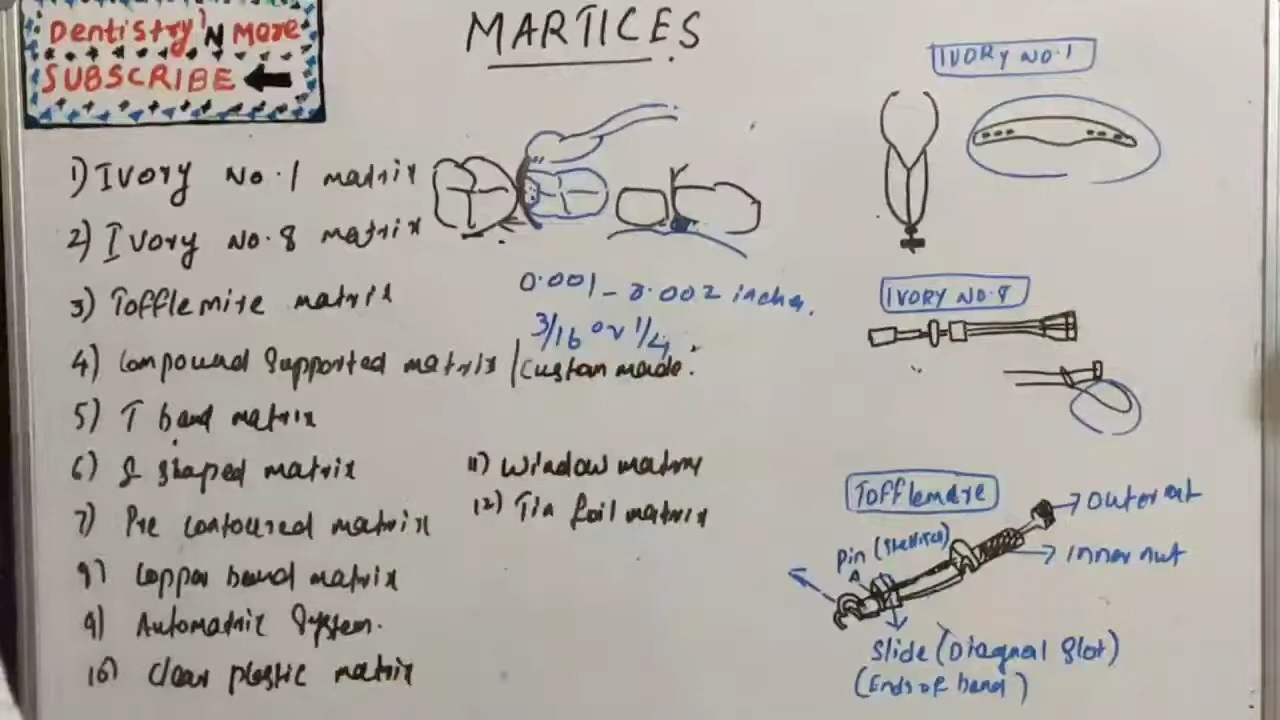 Dentistry'N More
SUBSCRIBE
MARTICES
1) Ivory No.1 matrix
2) Ivory No.8 matrix
3) Tofflemire matrix
0.001 - 0.002 inches.
3/16 or 1/4
4) Compound Supported matrix / Custom made.
5) T band matrix
6) S shaped matrix
7) Pre contoured matrix
8) Copper band matrix
9) Automatrix System.
10) Clear plastic matrix
11) Window matrix
12) Tin foil matrix
IVORY NO.1
IVORY NO.8
Tofflemire
outer nut
inner nut
Pin
Slide (Diagnal Slot)
(Ends of band)